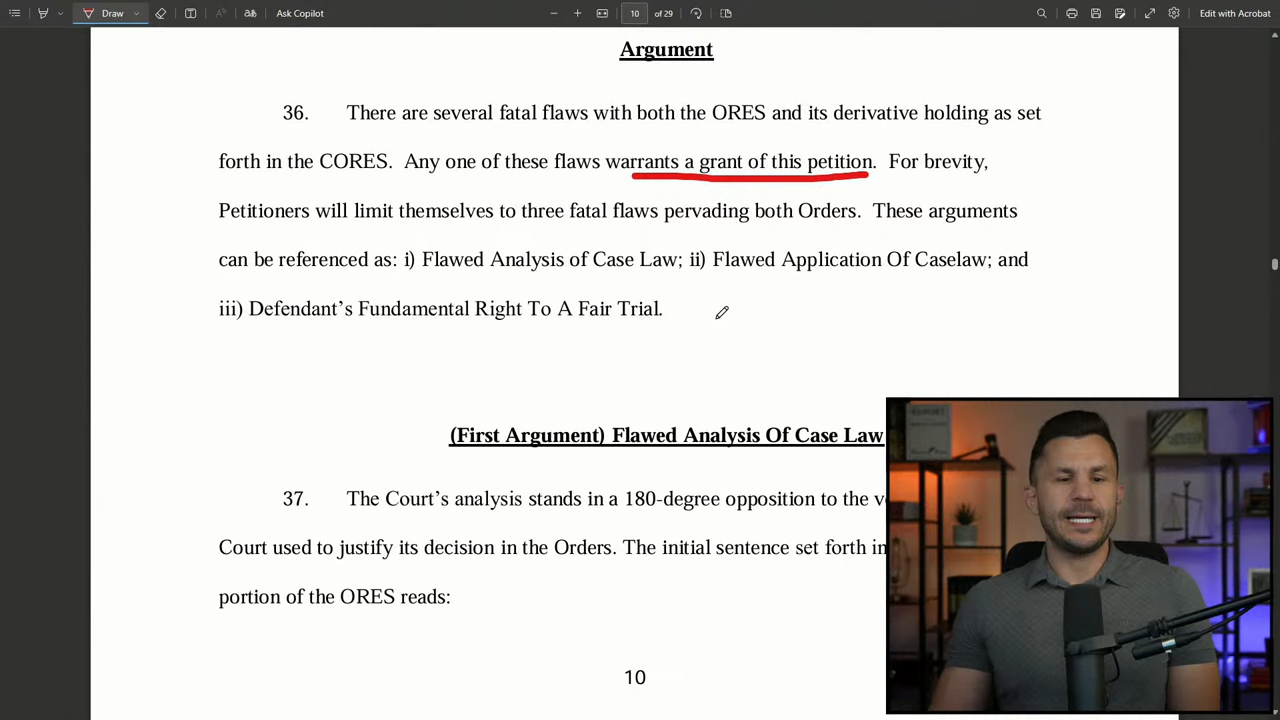 Draw
Ask Copilot
10 of 29
Edit with Acrobat
Argument
36. There are several fatal flaws with both the ORES and its derivative holding as set
forth in the CORES. Any one of these flaws warrants a grant of this petition. For brevity,
Petitioners will limit themselves to three fatal flaws pervading both Orders. These arguments
can be referenced as: i) Flawed Analysis of Case Law; ii) Flawed Application Of Caselaw; and
iii) Defendant’s Fundamental Right To A Fair Trial.
(First Argument) Flawed Analysis Of Case Law
37. The Court’s analysis stands in a 180-degree opposition to the
Court used to justify its decision in the Orders. The initial sentence set forth in
portion of the ORES reads:
10